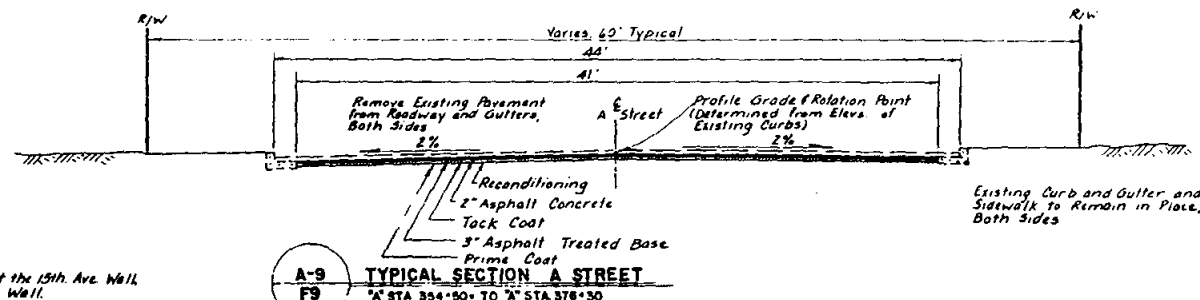 R/W
R/W
Varies, 60' Typical
44'
41'
Remove Existing Pavement
from Roadway and Gutters,
Both Sides
℄
A Street
Profile Grade & Rotation Point
(Determined from Elevs. of
Existing Curbs)
2%
2%
Reconditioning
2" Asphalt Concrete
Tack Coat
3" Asphalt Treated Base
Prime Coat
Existing Curb and Gutter and
Sidewalk to Remain in Place,
Both Sides
t the 15th. Ave Wall,
Wall.
A-9
F9
TYPICAL SECTION A STREET
"A" STA 354+50± TO "A" STA 376+30